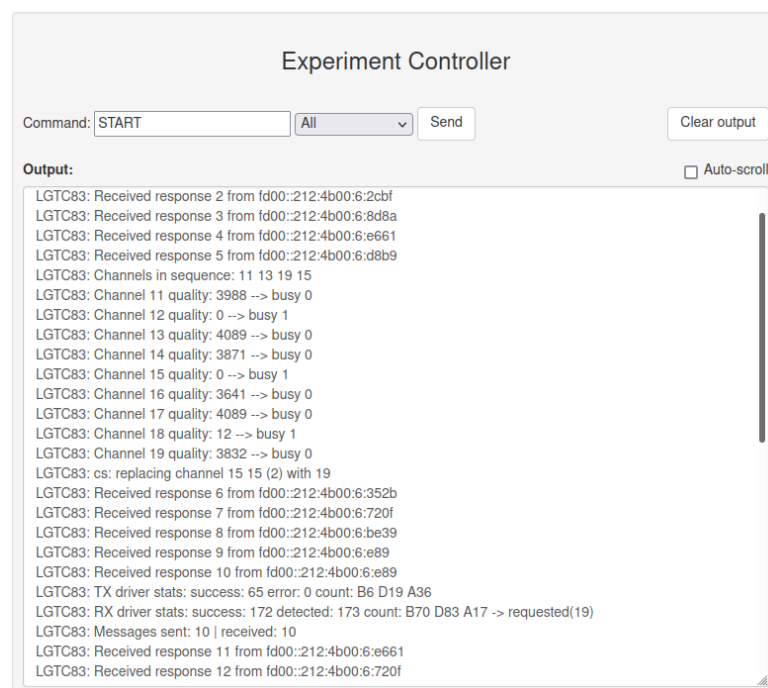 Experiment Controller
Command: START All Send Clear output
Output: Auto-scroll
LGTC83: Received response 2 from fd00::212:4b00:6:2cbf
LGTC83: Received response 3 from fd00::212:4b00:6:8d8a
LGTC83: Received response 4 from fd00::212:4b00:6:e661
LGTC83: Received response 5 from fd00::212:4b00:6:d8b9
LGTC83: Channels in sequence: 11 13 19 15
LGTC83: Channel 11 quality: 3988 --> busy 0
LGTC83: Channel 12 quality: 0 --> busy 1
LGTC83: Channel 13 quality: 4089 --> busy 0
LGTC83: Channel 14 quality: 3871 --> busy 0
LGTC83: Channel 15 quality: 0 --> busy 1
LGTC83: Channel 16 quality: 3641 --> busy 0
LGTC83: Channel 17 quality: 4089 --> busy 0
LGTC83: Channel 18 quality: 12 --> busy 1
LGTC83: Channel 19 quality: 3832 --> busy 0
LGTC83: cs: replacing channel 15 15 (2) with 19
LGTC83: Received response 6 from fd00::212:4b00:6:352b
LGTC83: Received response 7 from fd00::212:4b00:6:720f
LGTC83: Received response 8 from fd00::212:4b00:6:be39
LGTC83: Received response 9 from fd00::212:4b00:6:e89
LGTC83: Received response 10 from fd00::212:4b00:6:e89
LGTC83: TX driver stats: success: 65 error: 0 count: B6 D19 A36
LGTC83: RX driver stats: success: 172 detected: 173 count: B70 D83 A17 -> requested(19)
LGTC83: Messages sent: 10 | received: 10
LGTC83: Received response 11 from fd00::212:4b00:6:e661
LGTC83: Received response 12 from fd00::212:4b00:6:720f